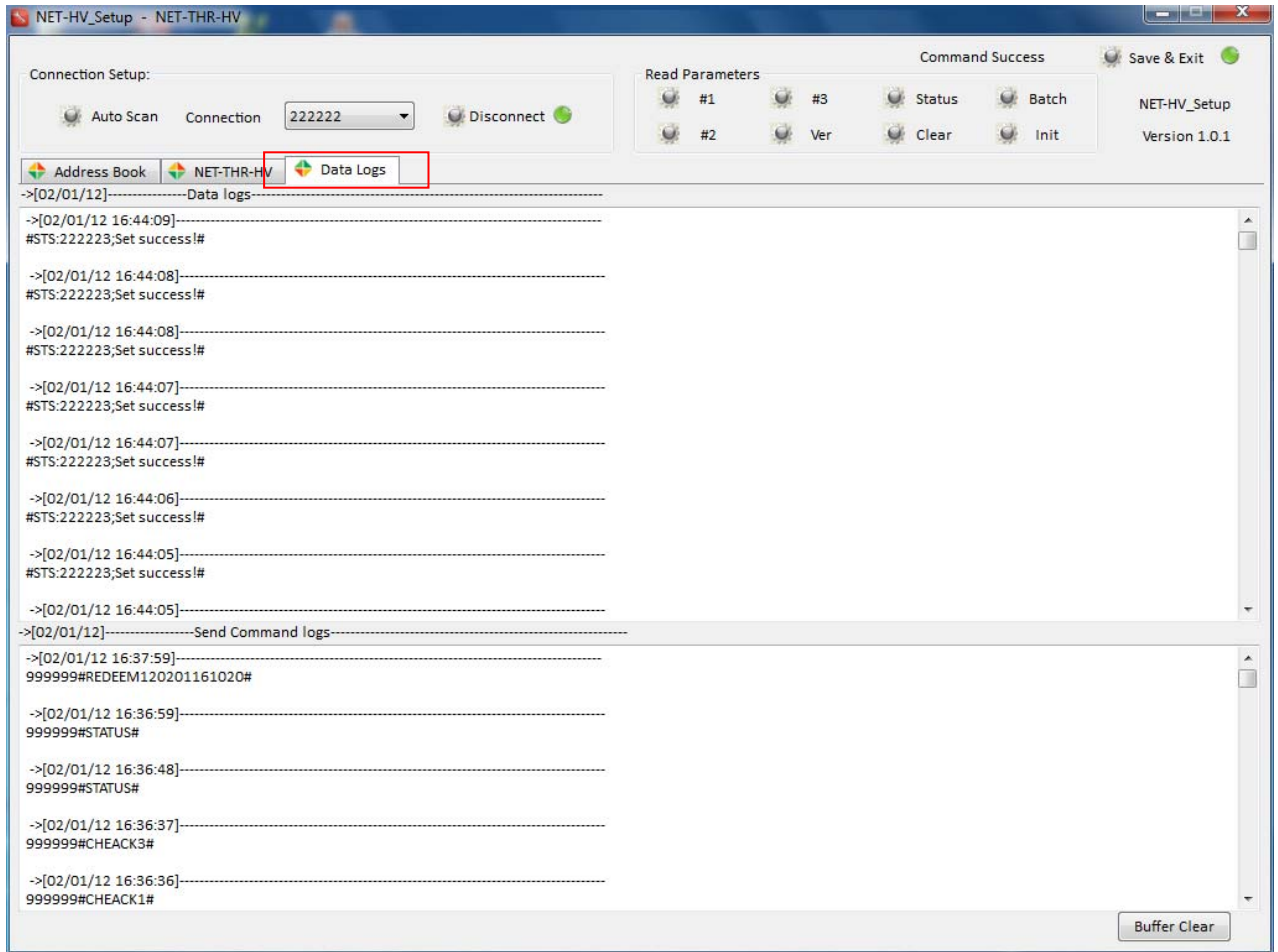 NET-HV_Setup - NET-THR-HV
Command Success
Save & Exit
Connection Setup:
Read Parameters
Auto Scan Connection 222222 Disconnect
#1 #3 Status Batch
#2 Ver Clear Init
NET-HV_Setup
Version 1.0.1
Address Book NET-THR-HV Data Logs
->[02/01/12]----------------Data logs------------------------------------------------------------------------
->[02/01/12 16:44:09]---------------------------------------------------------------------------------------
#STS:222223;Set success!#
->[02/01/12 16:44:08]---------------------------------------------------------------------------------------
#STS:222223;Set success!#
->[02/01/12 16:44:08]---------------------------------------------------------------------------------------
#STS:222223;Set success!#
->[02/01/12 16:44:07]---------------------------------------------------------------------------------------
#STS:222223;Set success!#
->[02/01/12 16:44:07]---------------------------------------------------------------------------------------
#STS:222223;Set success!#
->[02/01/12 16:44:06]---------------------------------------------------------------------------------------
#STS:222223;Set success!#
->[02/01/12 16:44:05]---------------------------------------------------------------------------------------
#STS:222223;Set success!#
->[02/01/12 16:44:05]---------------------------------------------------------------------------------------
->[02/01/12]------------------Send Command logs-------------------------------------------------------------
->[02/01/12 16:37:59]---------------------------------------------------------------------------------------
999999#REDEEM120201161020#
->[02/01/12 16:36:59]---------------------------------------------------------------------------------------
999999#STATUS#
->[02/01/12 16:36:48]---------------------------------------------------------------------------------------
999999#STATUS#
->[02/01/12 16:36:37]---------------------------------------------------------------------------------------
999999#CHEACK3#
->[02/01/12 16:36:36]---------------------------------------------------------------------------------------
999999#CHEACK1#
Buffer Clear